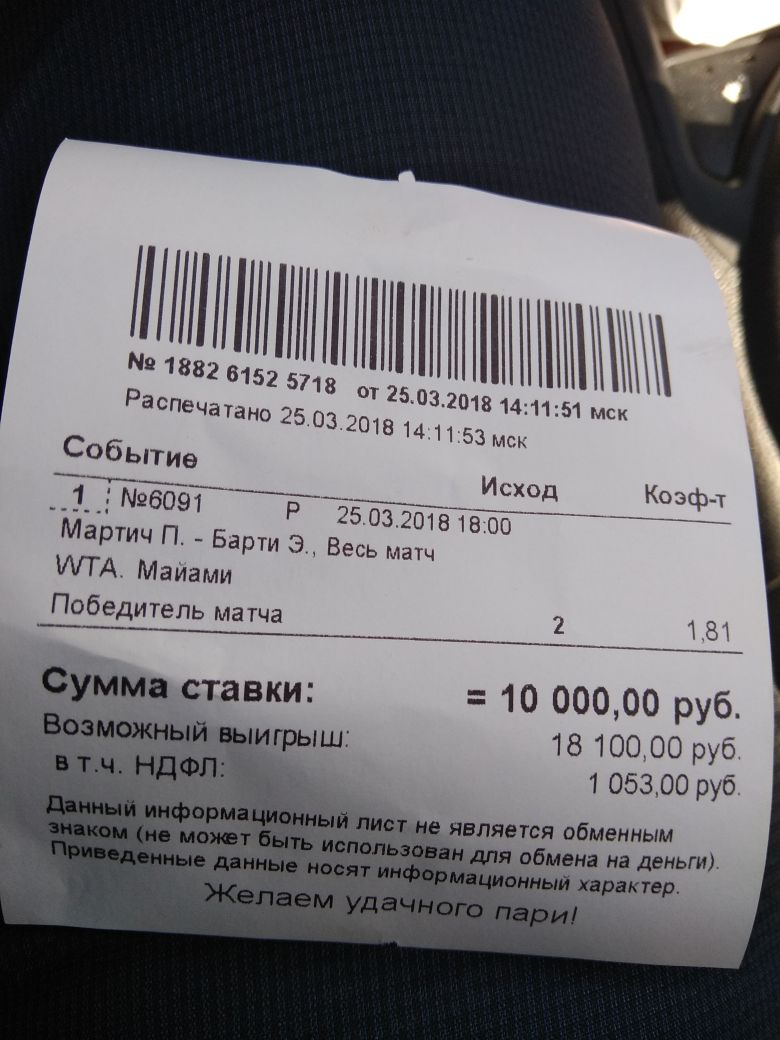 № 1882 6152 5718 от 25.03.2018 14:11:51 мск
Распечатано 25.03.2018 14:11:53 мск
Событие Исход Коэф-т
1 №6091 Р 25.03.2018 18:00
Мартич П. - Барти Э., Весь матч
WTA. Майами
Победитель матча 2 1,81
Сумма ставки: = 10 000,00 руб.
Возможный выигрыш: 18 100,00 руб.
в т.ч. НДФЛ: 1 053,00 руб.
Данный информационный лист не является обменным
знаком (не может быть использован для обмена на деньги).
Приведенные данные носят информационный характер.
Желаем удачного пари!